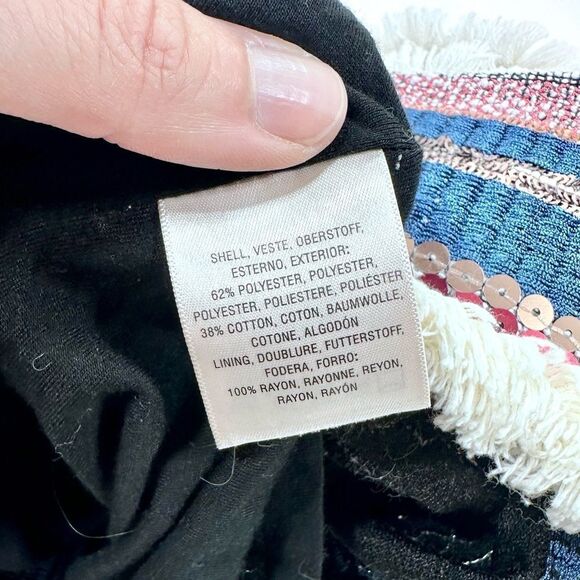 SHELL, VESTE, OBERSTOFF,
ESTERNO, EXTERIOR:
62% POLYESTER, POLYESTER,
POLYESTER, POLIESTERE, POLIÉSTER
38% COTTON, COTON, BAUMWOLLE,
COTONE, ALGODÓN
LINING, DOUBLURE, FUTTERSTOFF,
FODERA, FORRO:
100% RAYON, RAYONNE, REYON,
RAYON, RAYÓN